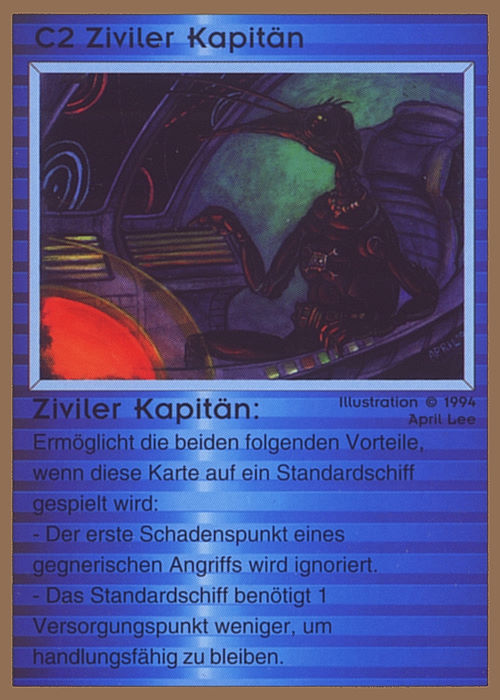 C2 Ziviler Kapitän
APRIL
Ziviler Kapitän:
Illustration © 1994
April Lee
Ermöglicht die beiden folgenden Vorteile,
wenn diese Karte auf ein Standardschiff
gespielt wird:
- Der erste Schadenspunkt eines
gegnerischen Angriffs wird ignoriert.
- Das Standardschiff benötigt 1
Versorgungspunkt weniger, um
handlungsfähig zu bleiben.